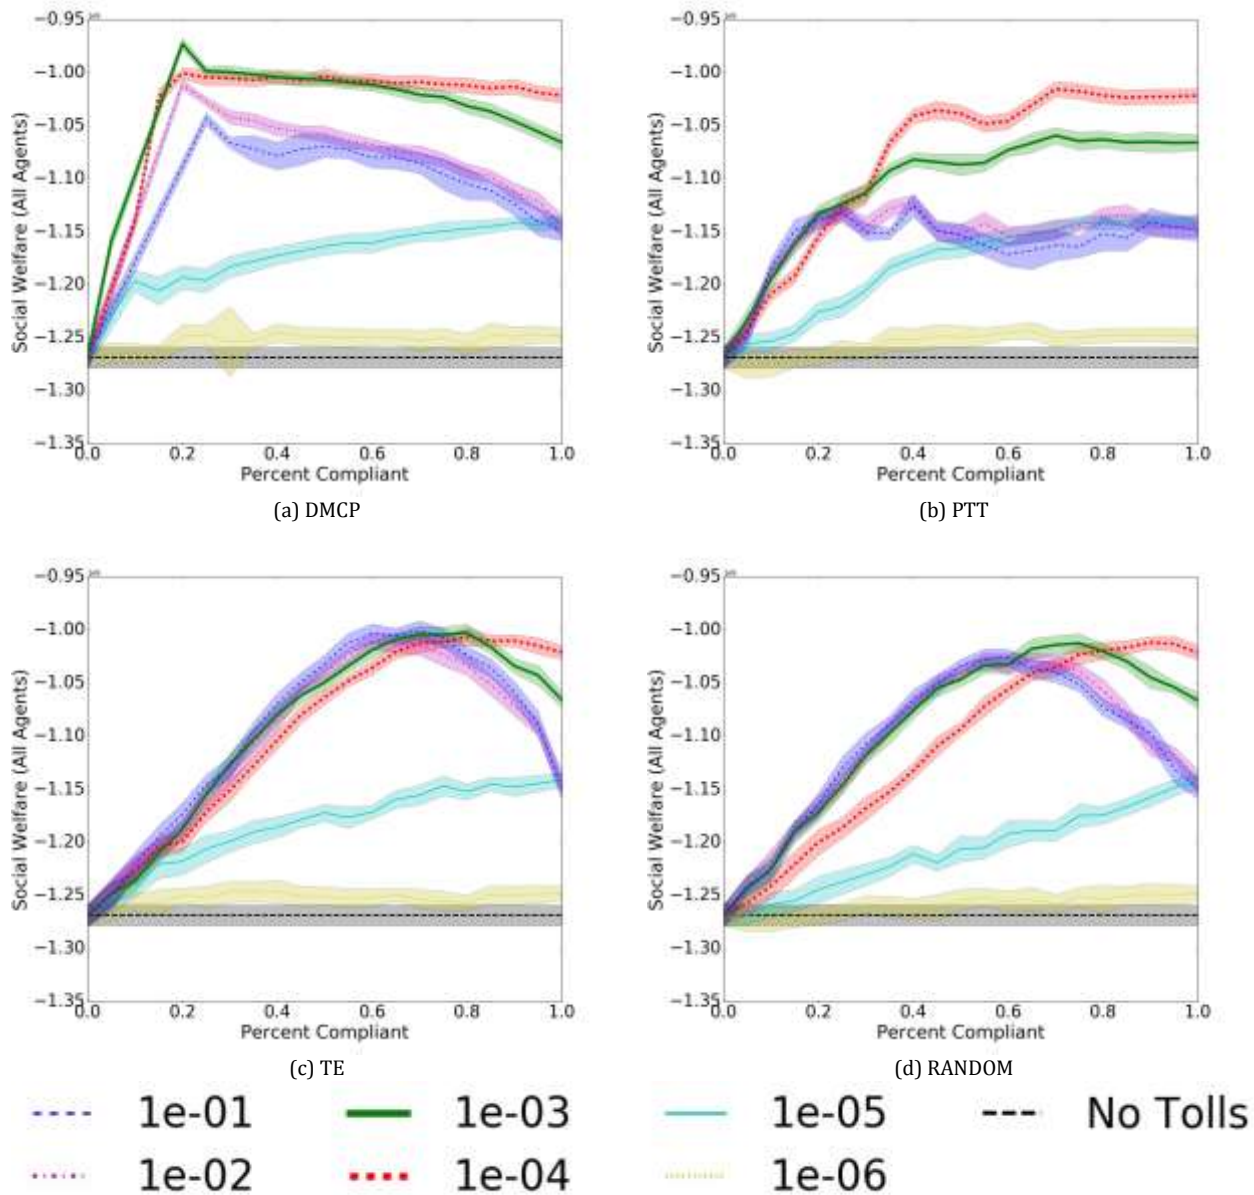 −0.95
−1.00
−1.05
−1.10
−1.15
−1.20
−1.25
−1.30
−1.35
0.0 0.2 0.4 0.6 0.8 1.0
Social Welfare (All Agents)
Percent Compliant
(a) DMCP
−0.95
−1.00
−1.05
−1.10
−1.15
−1.20
−1.25
−1.30
−1.35
0.0 0.2 0.4 0.6 0.8 1.0
Social Welfare (All Agents)
Percent Compliant
(b) PTT
−0.95
−1.00
−1.05
−1.10
−1.15
−1.20
−1.25
−1.30
−1.35
0.0 0.2 0.4 0.6 0.8 1.0
Social Welfare (All Agents)
Percent Compliant
(c) TE
−0.95
−1.00
−1.05
−1.10
−1.15
−1.20
−1.25
−1.30
−1.35
0.0 0.2 0.4 0.6 0.8 1.0
Social Welfare (All Agents)
Percent Compliant
(d) RANDOM
1e-01 1e-03 1e-05 No Tolls
1e-02 1e-04 1e-06